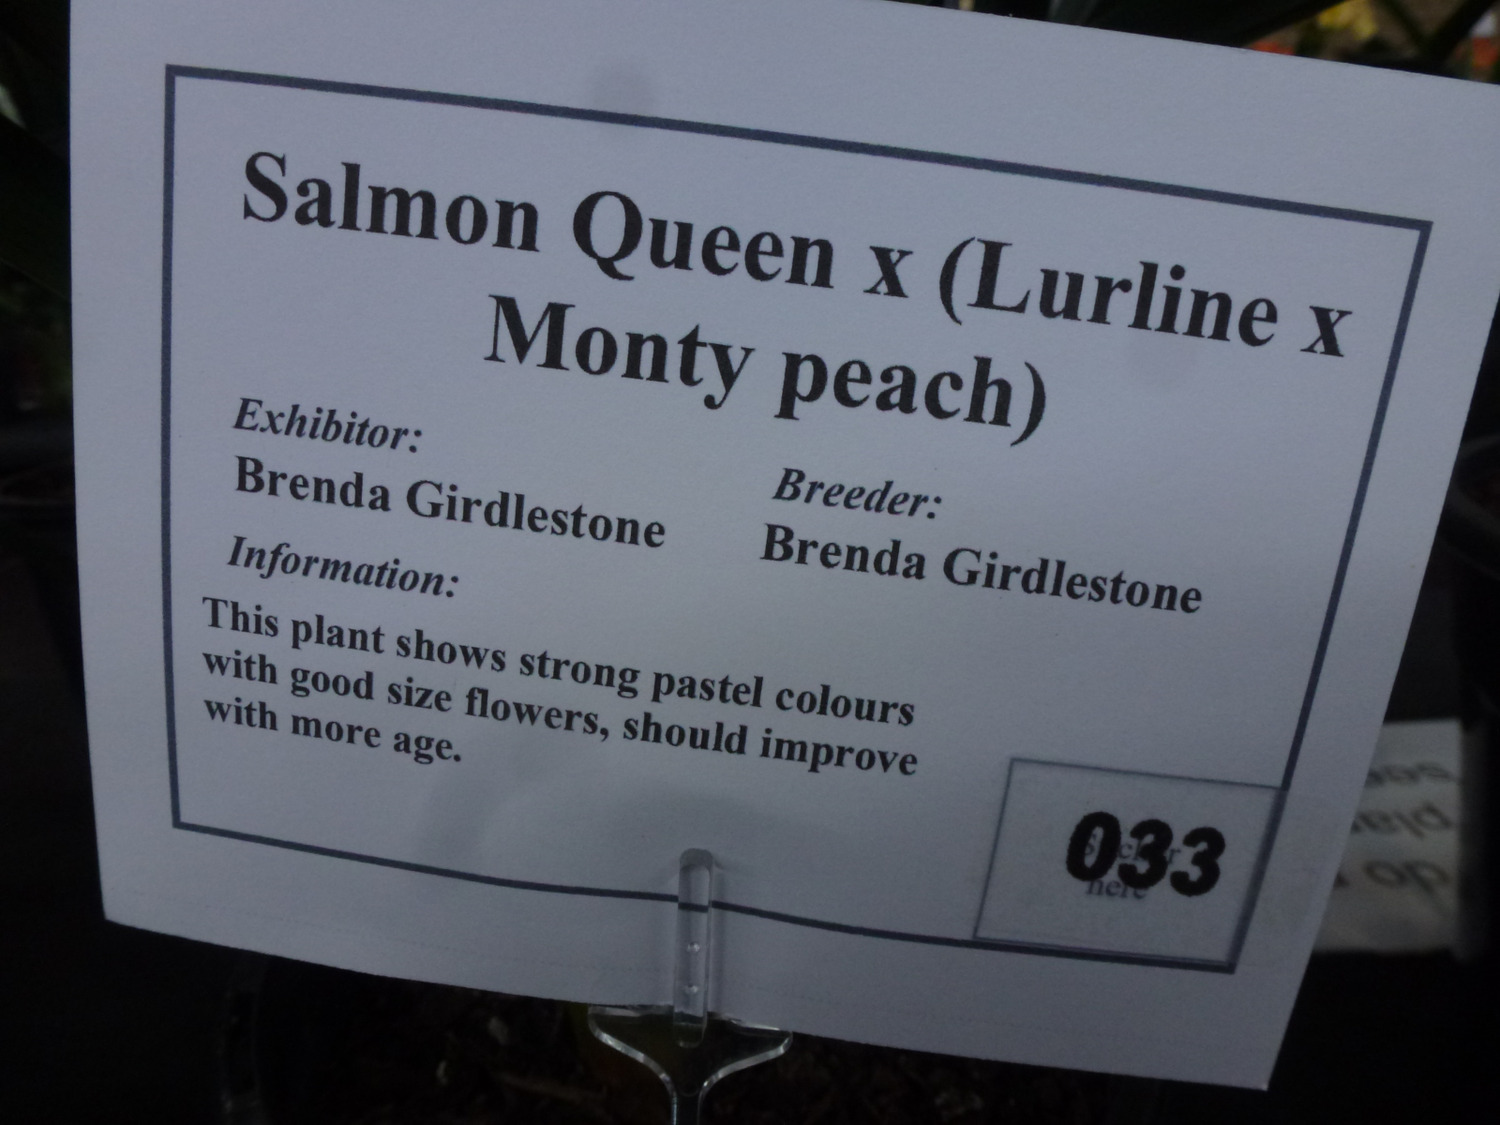 Salmon Queen x (Lurline x
Monty peach)
Exhibitor:
Brenda Girdlestone
Breeder:
Brenda Girdlestone
Information:
This plant shows strong pastel colours
with good size flowers, should improve
with more age.
033
here